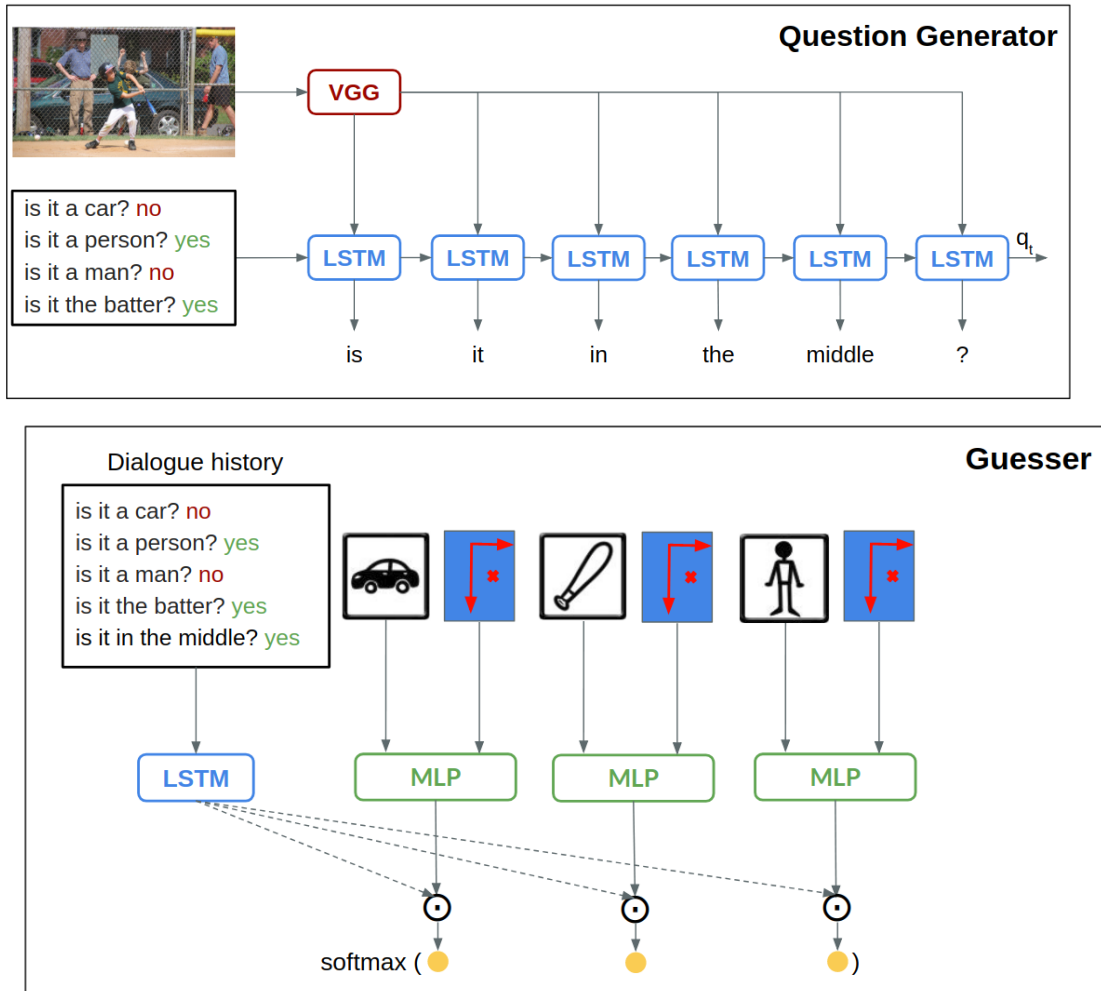 Question Generator
VGG
is it a car? no
is it a person? yes
is it a man? no
is it the batter? yes
LSTM LSTM LSTM LSTM LSTM LSTM qt
is it in the middle ?
Guesser
Dialogue history
is it a car? no
is it a person? yes
is it a man? no
is it the batter? yes
is it in the middle? yes
LSTM MLP MLP MLP
softmax ( )